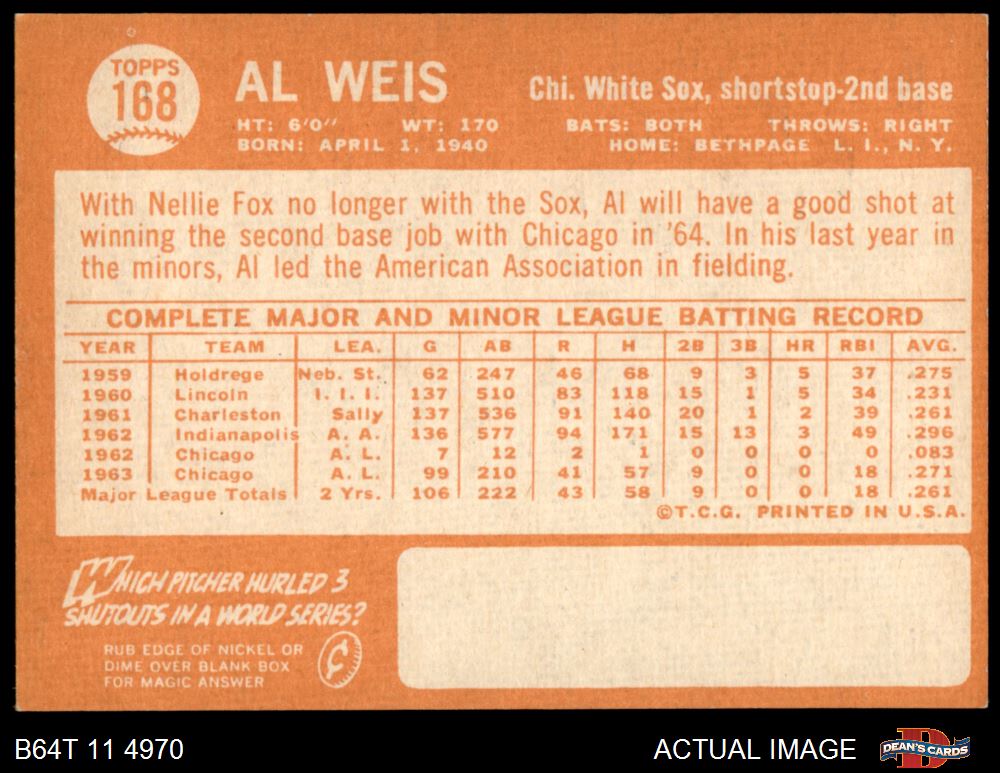 TOPPS
168
AL WEIS
Chi. White Sox, shortstop-2nd base
HT: 6'0" WT: 170 BATS: BOTH THROWS: RIGHT
BORN: APRIL 1, 1940 HOME: BETHPAGE L. I., N. Y.
With Nellie Fox no longer with the Sox, Al will have a good shot at
winning the second base job with Chicago in '64. In his last year in
the minors, Al led the American Association in fielding.
COMPLETE MAJOR AND MINOR LEAGUE BATTING RECORD
YEAR TEAM LEA. G AB R H 2B 3B HR RBI AVG.
1959 Holdrege Neb. St. 62 247 46 68 9 3 5 37 .275
1960 Lincoln I. I. I. 137 510 83 118 15 1 5 34 .231
1961 Charleston Sally 137 536 91 140 20 1 2 39 .261
1962 Indianapolis A. A. 136 577 94 171 15 13 3 49 .296
1962 Chicago A. L. 7 12 2 1 0 0 0 0 .083
1963 Chicago A. L. 99 210 41 57 9 0 0 18 .271
Major League Totals 2 Yrs. 106 222 43 58 9 0 0 18 .261
©T.C.G. PRINTED IN U.S.A.
WHICH PITCHER HURLED 3
SHUTOUTS IN A WORLD SERIES?
RUB EDGE OF NICKEL OR
DIME OVER BLANK BOX
FOR MAGIC ANSWER
¢
B64T 11 4970
ACTUAL IMAGE
DEAN'S CARDS